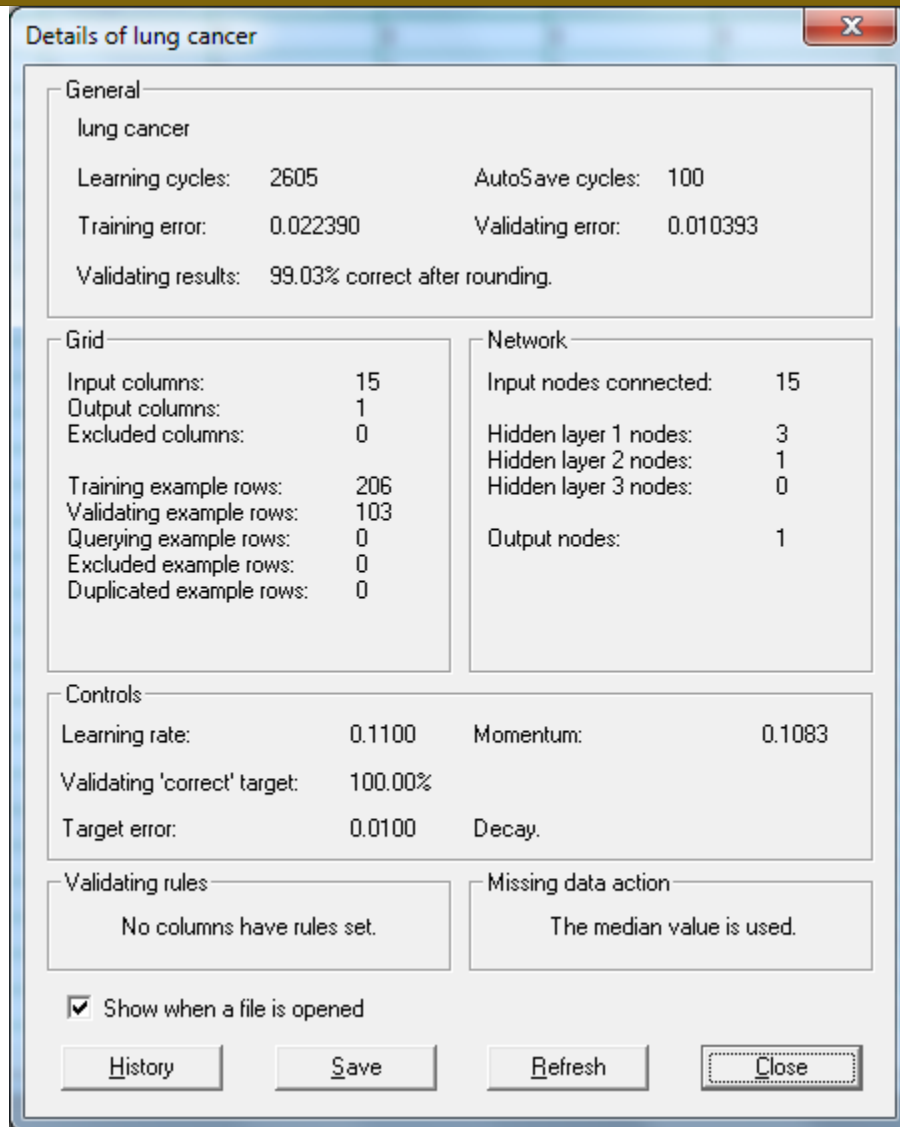 Details of lung cancer
General
lung cancer
Learning cycles: 2605 AutoSave cycles: 100
Training error: 0.022390 Validating error: 0.010393
Validating results: 99.03% correct after rounding.
Grid
Input columns: 15
Output columns: 1
Excluded columns: 0
Training example rows: 206
Validating example rows: 103
Querying example rows: 0
Excluded example rows: 0
Duplicated example rows: 0
Network
Input nodes connected: 15
Hidden layer 1 nodes: 3
Hidden layer 2 nodes: 1
Hidden layer 3 nodes: 0
Output nodes: 1
Controls
Learning rate: 0.1100 Momentum: 0.1083
Validating 'correct' target: 100.00%
Target error: 0.0100 Decay.
Validating rules
No columns have rules set.
Missing data action
The median value is used.
Show when a file is opened
History Save Refresh Close